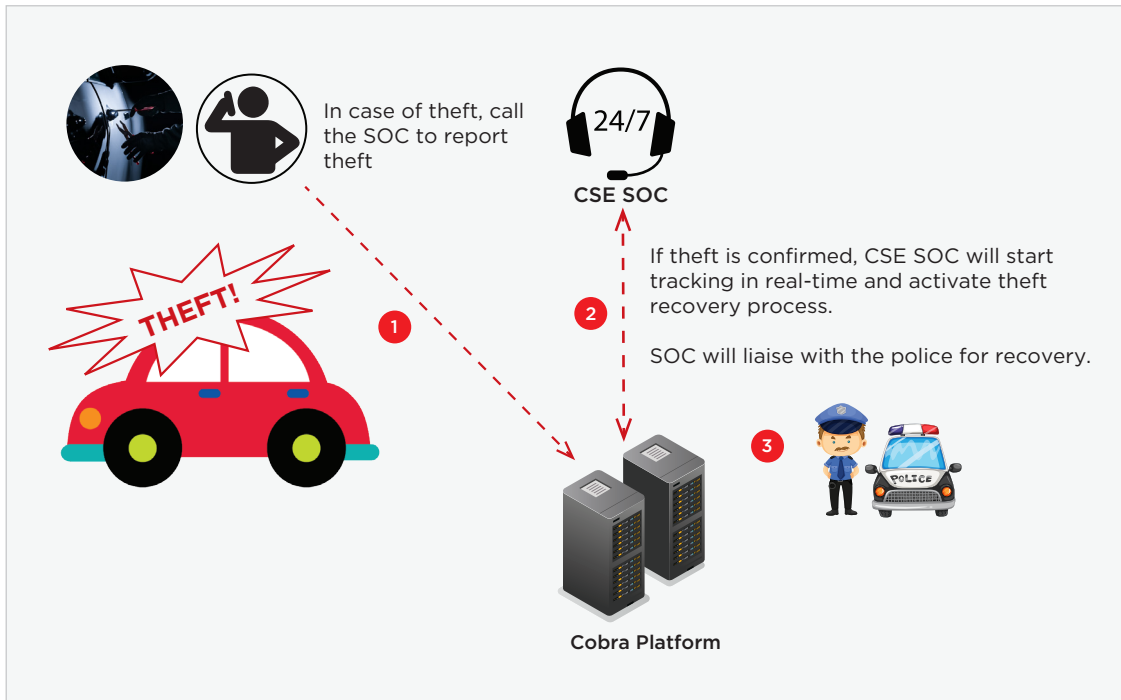 In case of theft, call
the SOC to report
theft
24/7
CSE SOC
THEFT!
If theft is confirmed, CSE SOC will start
tracking in real-time and activate theft
recovery process.
1
2
SOC will liaise with the police for recovery.
3
POLICE
Cobra Platform